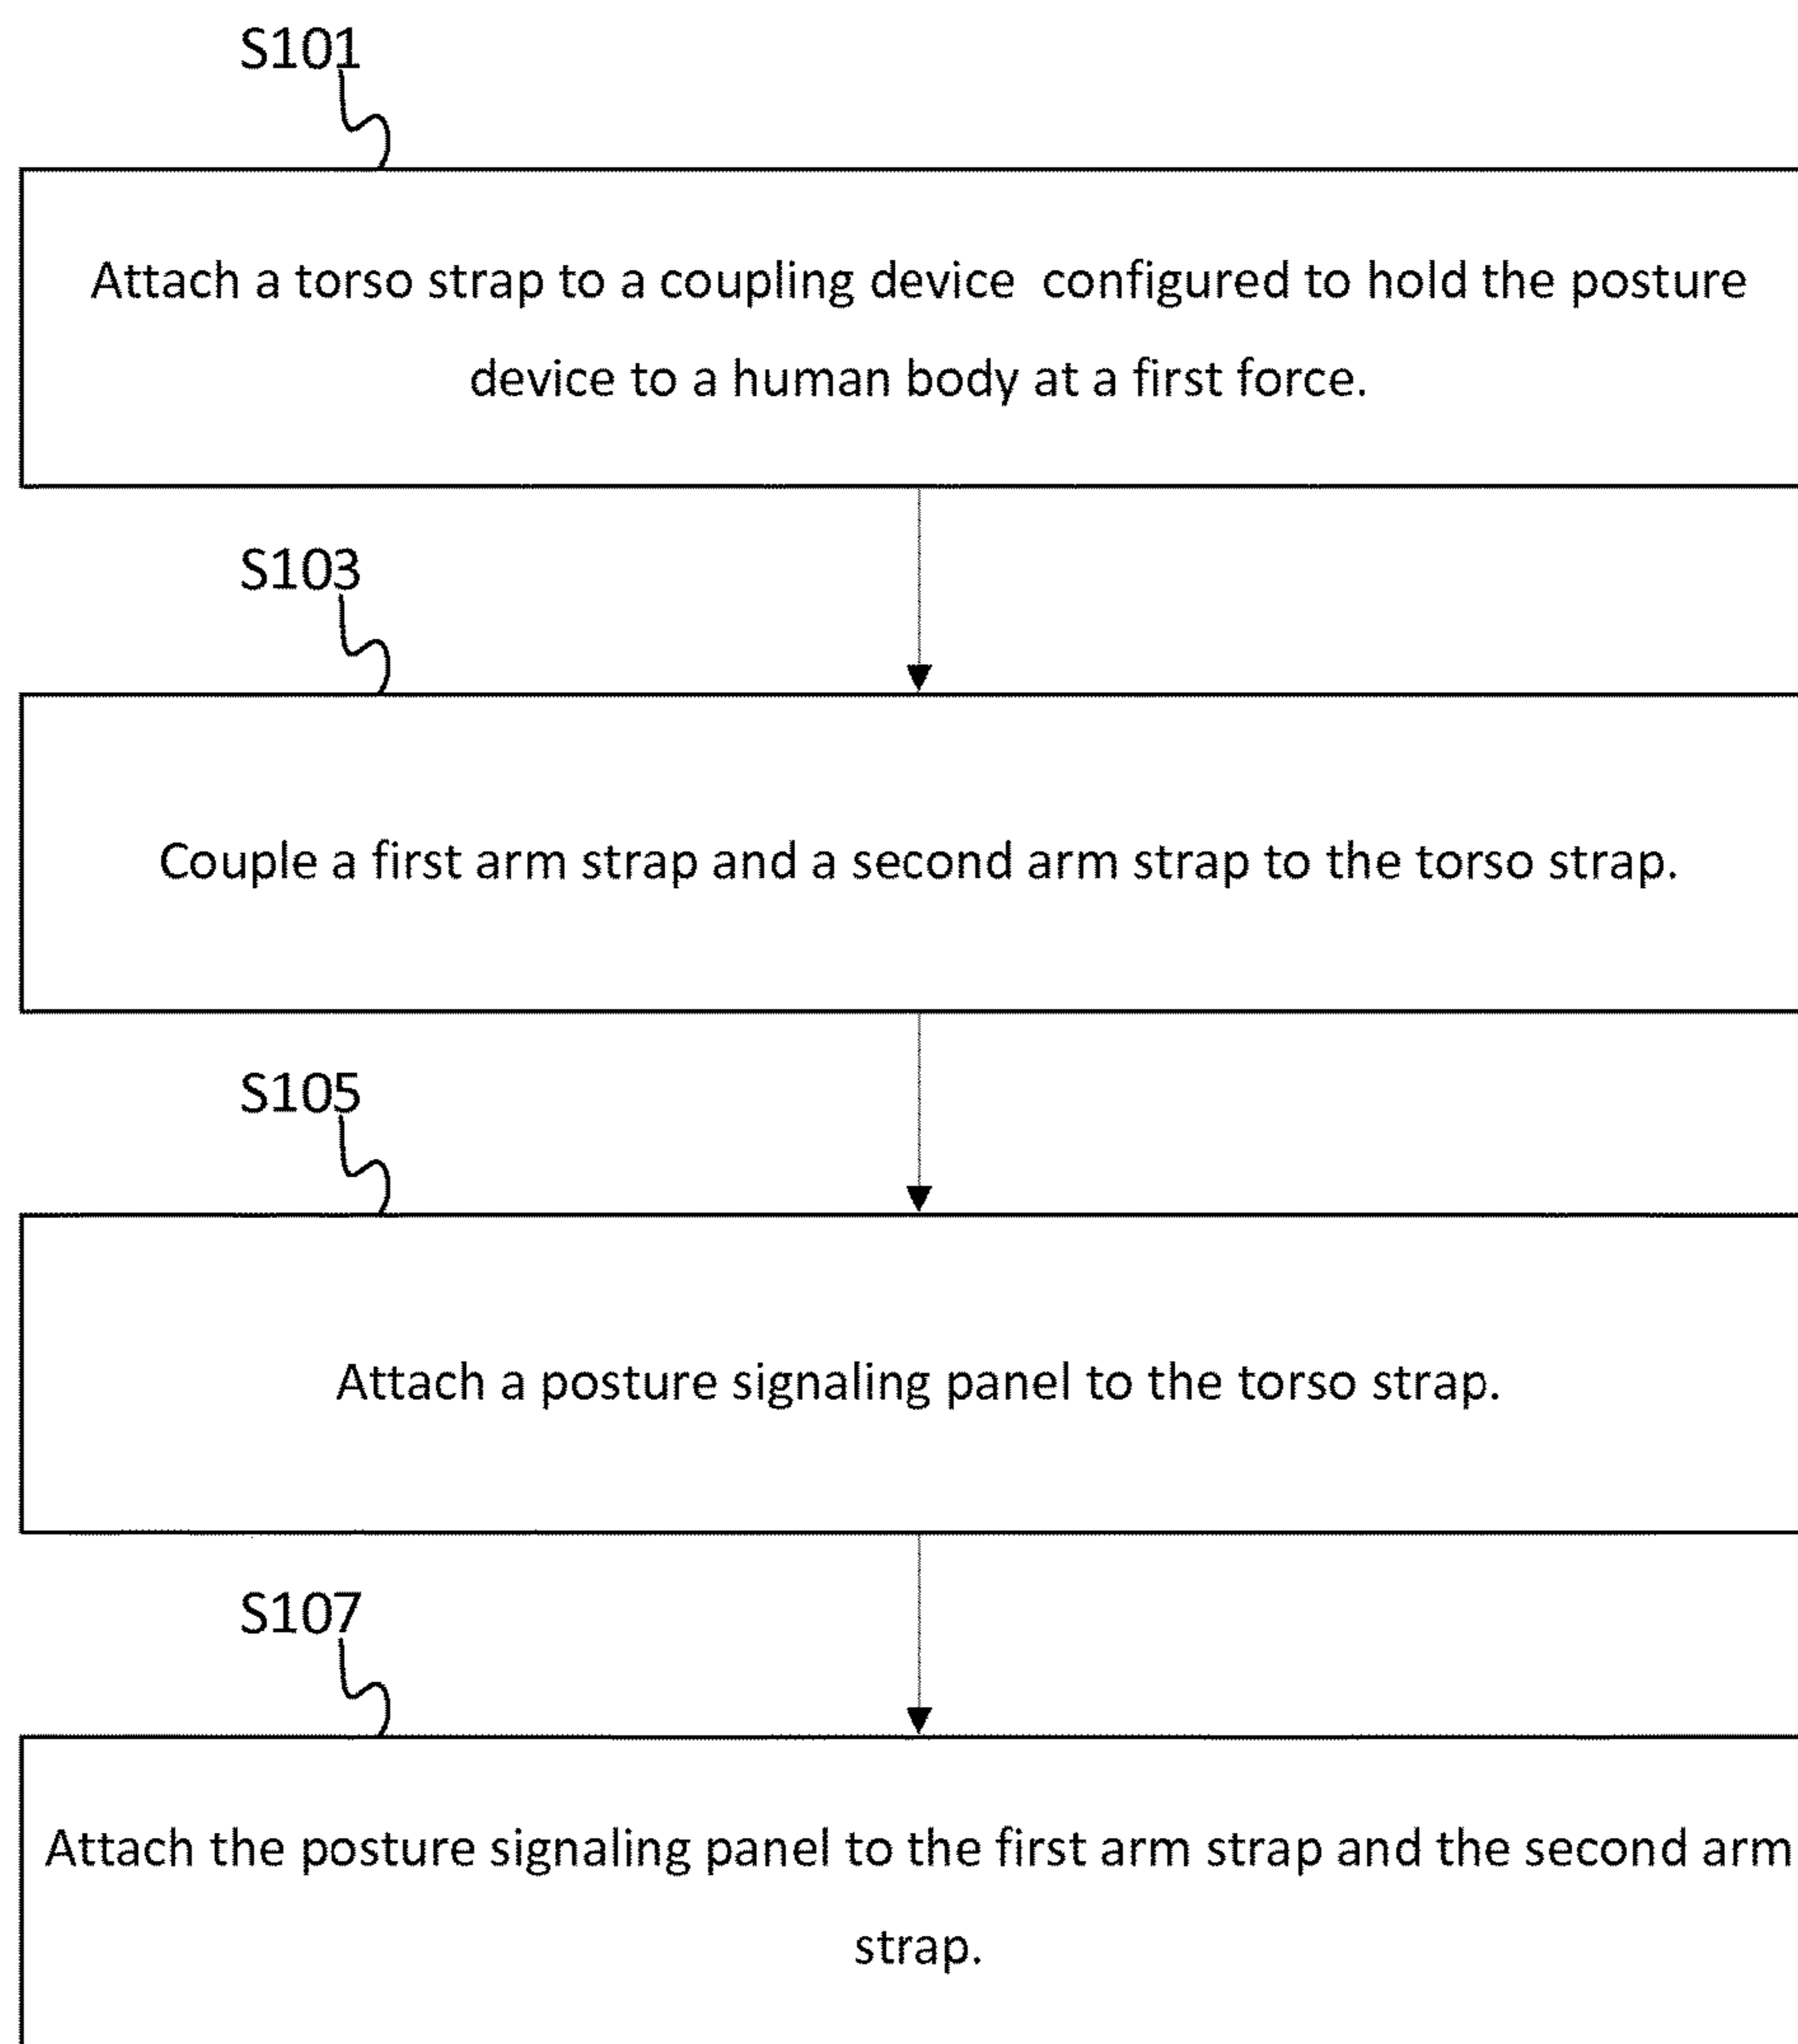 S101
Attach a torso strap to a coupling device  configured to hold the posture
device to a human body at a first force.
S103
Couple a first arm strap and a second arm strap to the torso strap.
S105
Attach a posture signaling panel to the torso strap.
S107
Attach the posture signaling panel to the first arm strap and the second arm
strap.